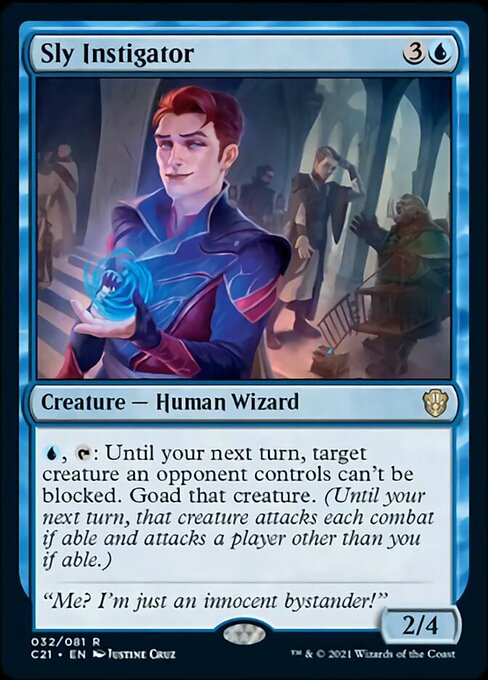 Sly Instigator 3
Creature — Human Wizard
: Until your next turn, target
creature an opponent controls can't be
blocked. Goad that creature. (Until your
next turn, that creature attacks each combat
if able and attacks a player other than you
if able.)
“Me? I'm just an innocent bystander!”
2/4
032/081 R
C21 • EN Justine Cruz
™ & © 2021 Wizards of the Coast